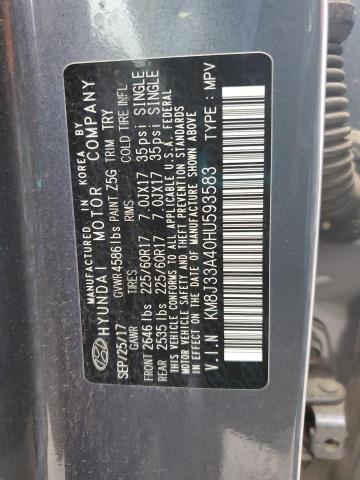 MANUFACTURED IN KOREA BY
HYUNDAI MOTOR COMPANY
SEP/25/17 GVWR 4586 lbs PAINT Z5G TRIM TRY
GAWR TIRES RIMS COLD TIRE INFL
FRONT 2646 lbs 225/60R17 7.0JX17 35psi SINGLE
REAR 2535 lbs 225/60R17 7.0JX17 35psi SINGLE
THIS VEHICLE CONFORMS TO ALL APPLICABLE U.S. FEDERAL
MOTOR VEHICLE SAFETY AND THEFT PREVENTION STANDARDS
IN EFFECT ON THE DATE OF MANUFACTURE SHOWN ABOVE.
V.I.N KM8J33A40HU593583 TYPE : MPV